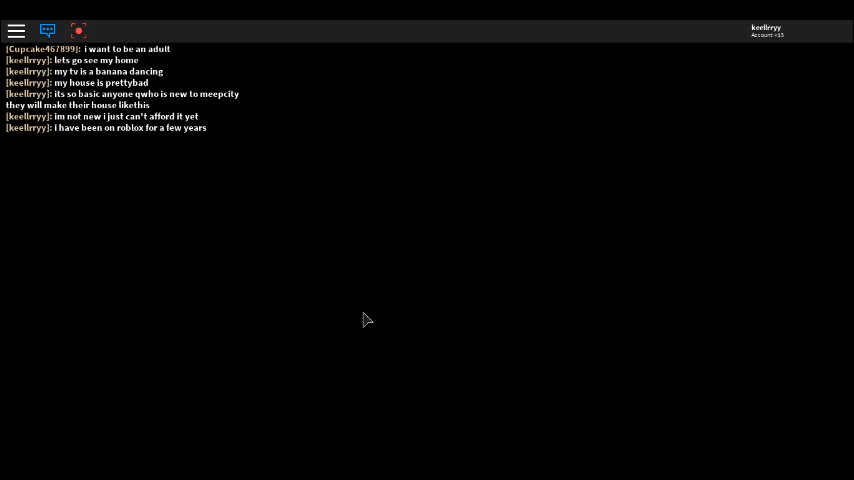 keellrryy
Account: <13
[Cupcake467899]: i want to be an adult
[keellrryy]: lets go see my home
[keellrryy]: my tv is a banana dancing
[keellrryy]: my house is prettybad
[keellrryy]: its so basic anyone qwho is new to meepcity
they will make their house likethis
[keellrryy]: im not new i just can't afford it yet
[keellrryy]: i have been on roblox for a few years